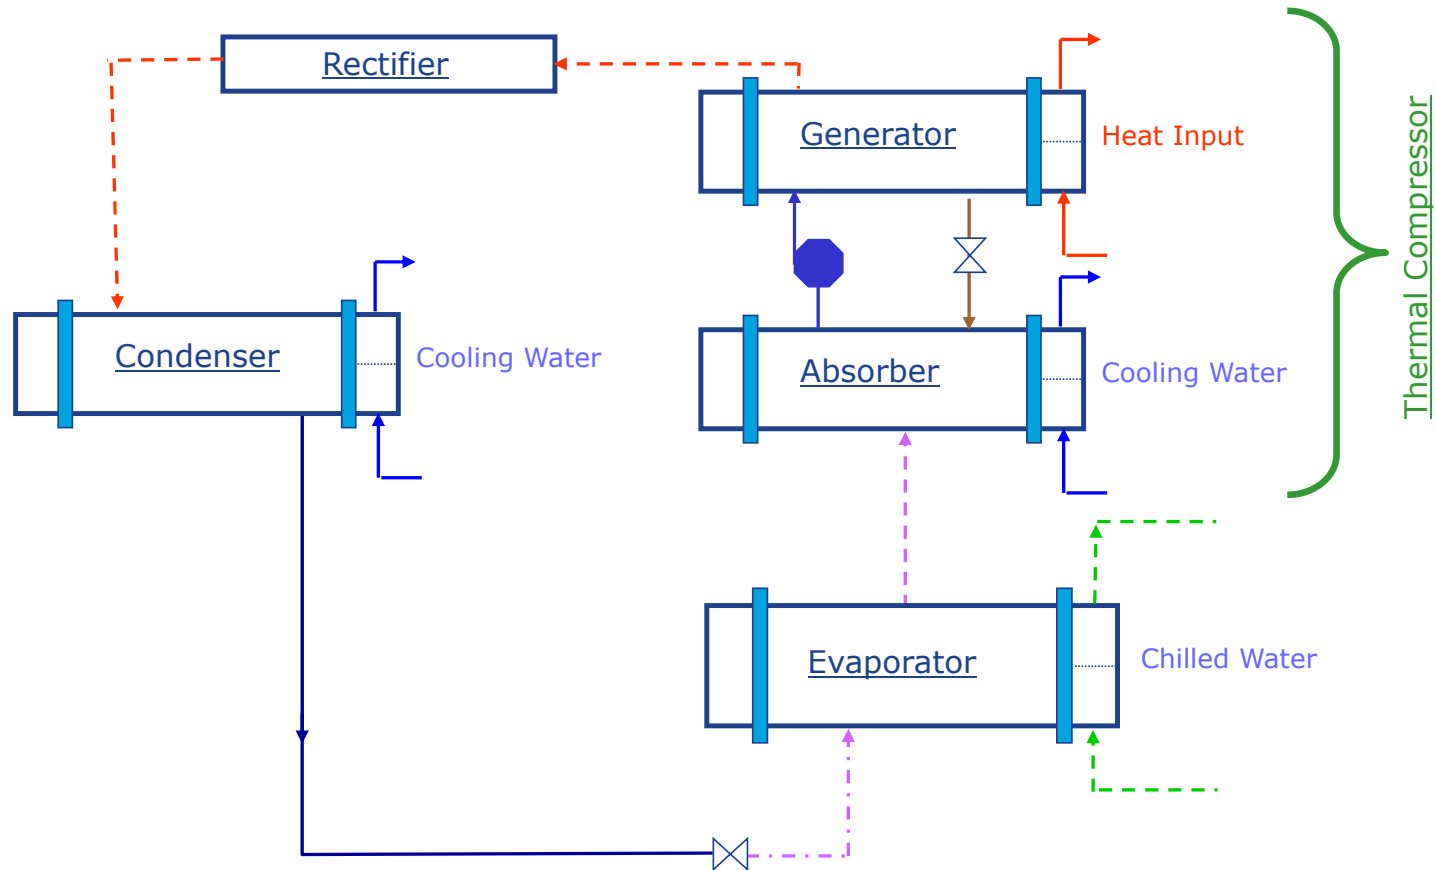 Rectifier
Generator
Heat Input
Thermal Compressor
Condenser
Cooling Water
Absorber
Cooling Water
Evaporator
Chilled Water